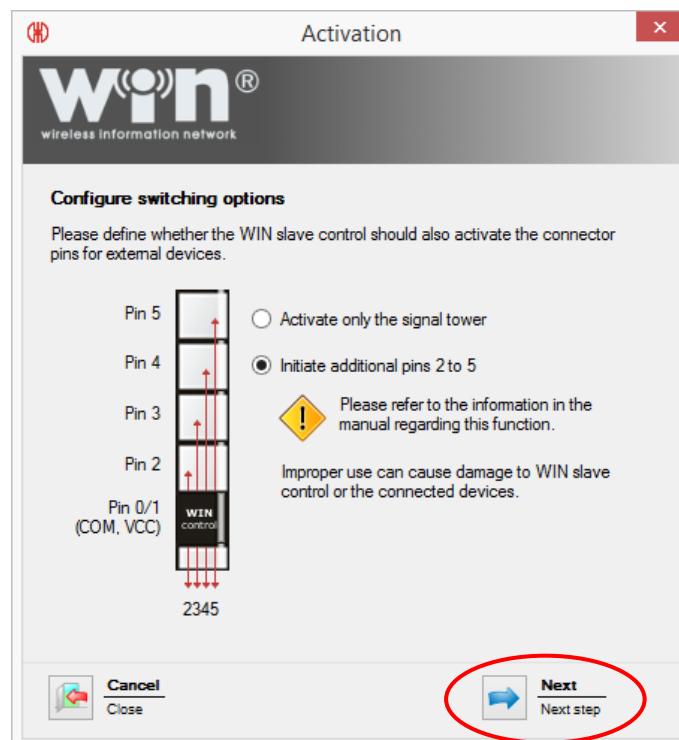 Activation
WIN®
wireless information network
Configure switching options
Please define whether the WIN slave control should also activate the connector
pins for external devices.
Pin 5
Activate only the signal tower
Pin 4
Initiate additional pins 2 to 5
Pin 3
Please refer to the information in the
manual regarding this function.
Pin 2
Improper use can cause damage to WIN slave
control or the connected devices.
Pin 0/1
(COM, VCC)
WIN
control
2345
Cancel
Close
Next
Next step